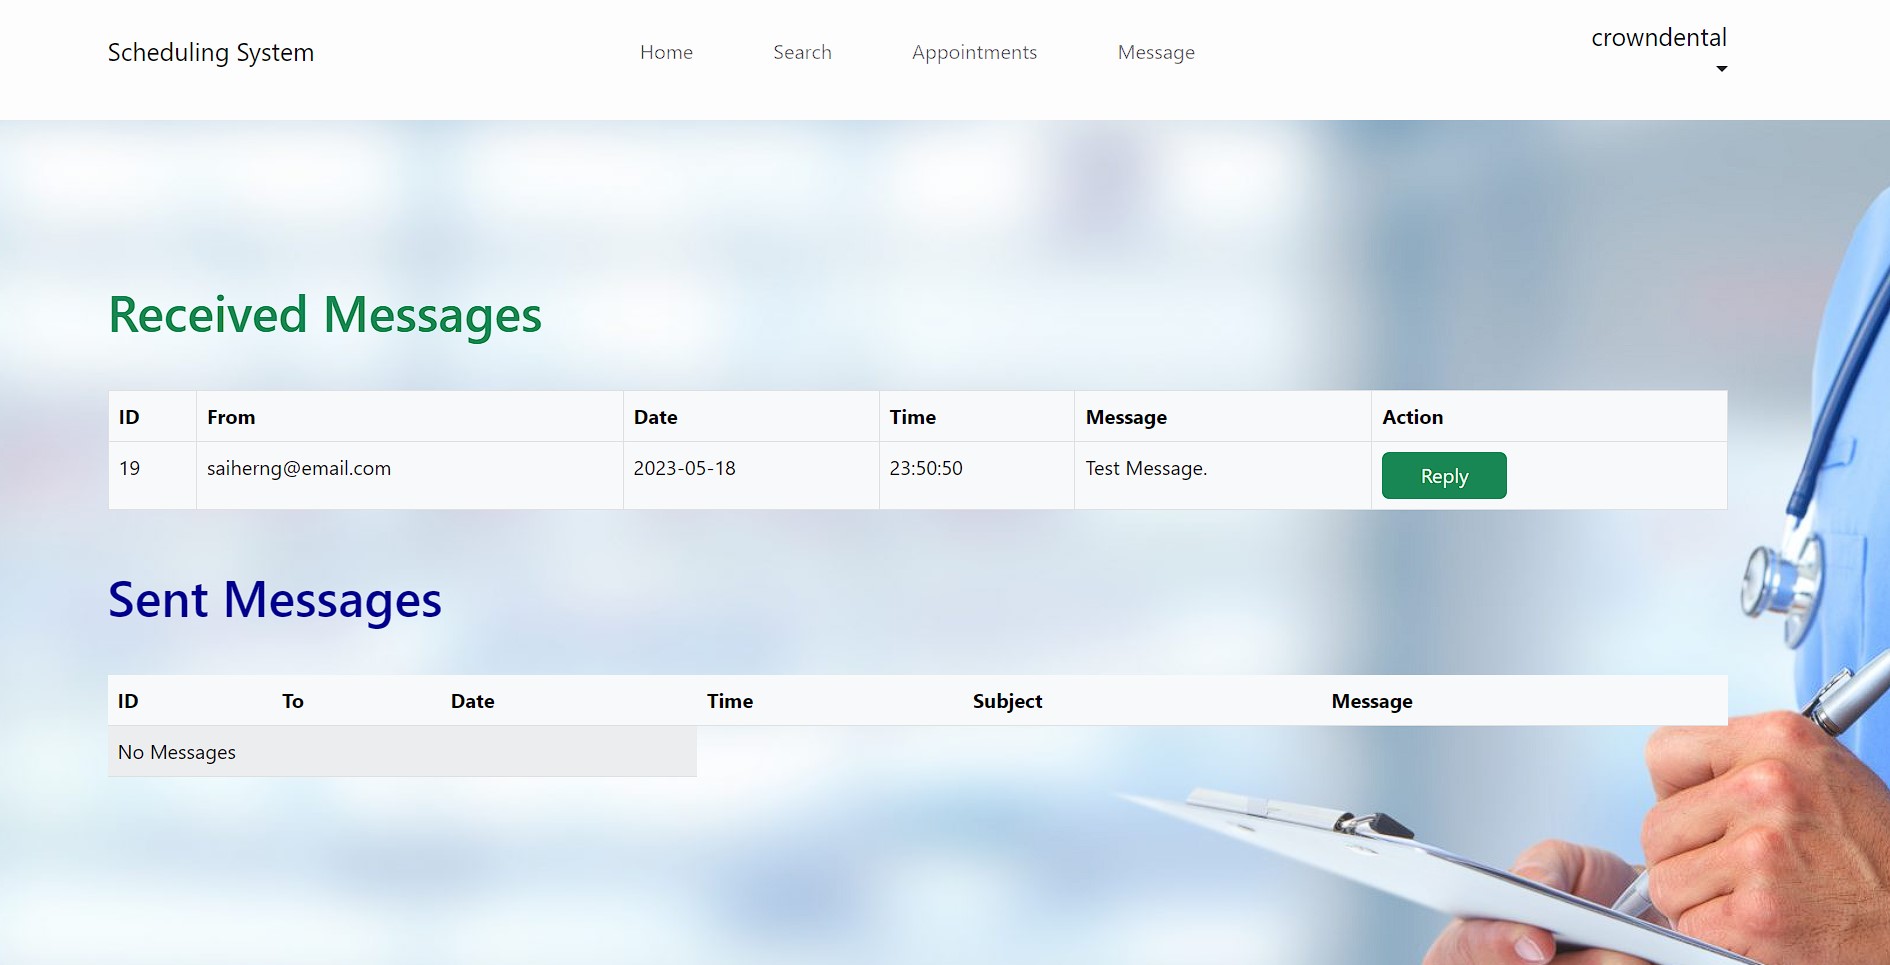 Scheduling System Home Search Appointments Message crowndental
Received Messages
ID From Date Time Message Action
19 saiherng@email.com 2023-05-18 23:50:50 Test Message. Reply
Sent Messages
ID To Date Time Subject Message
No Messages